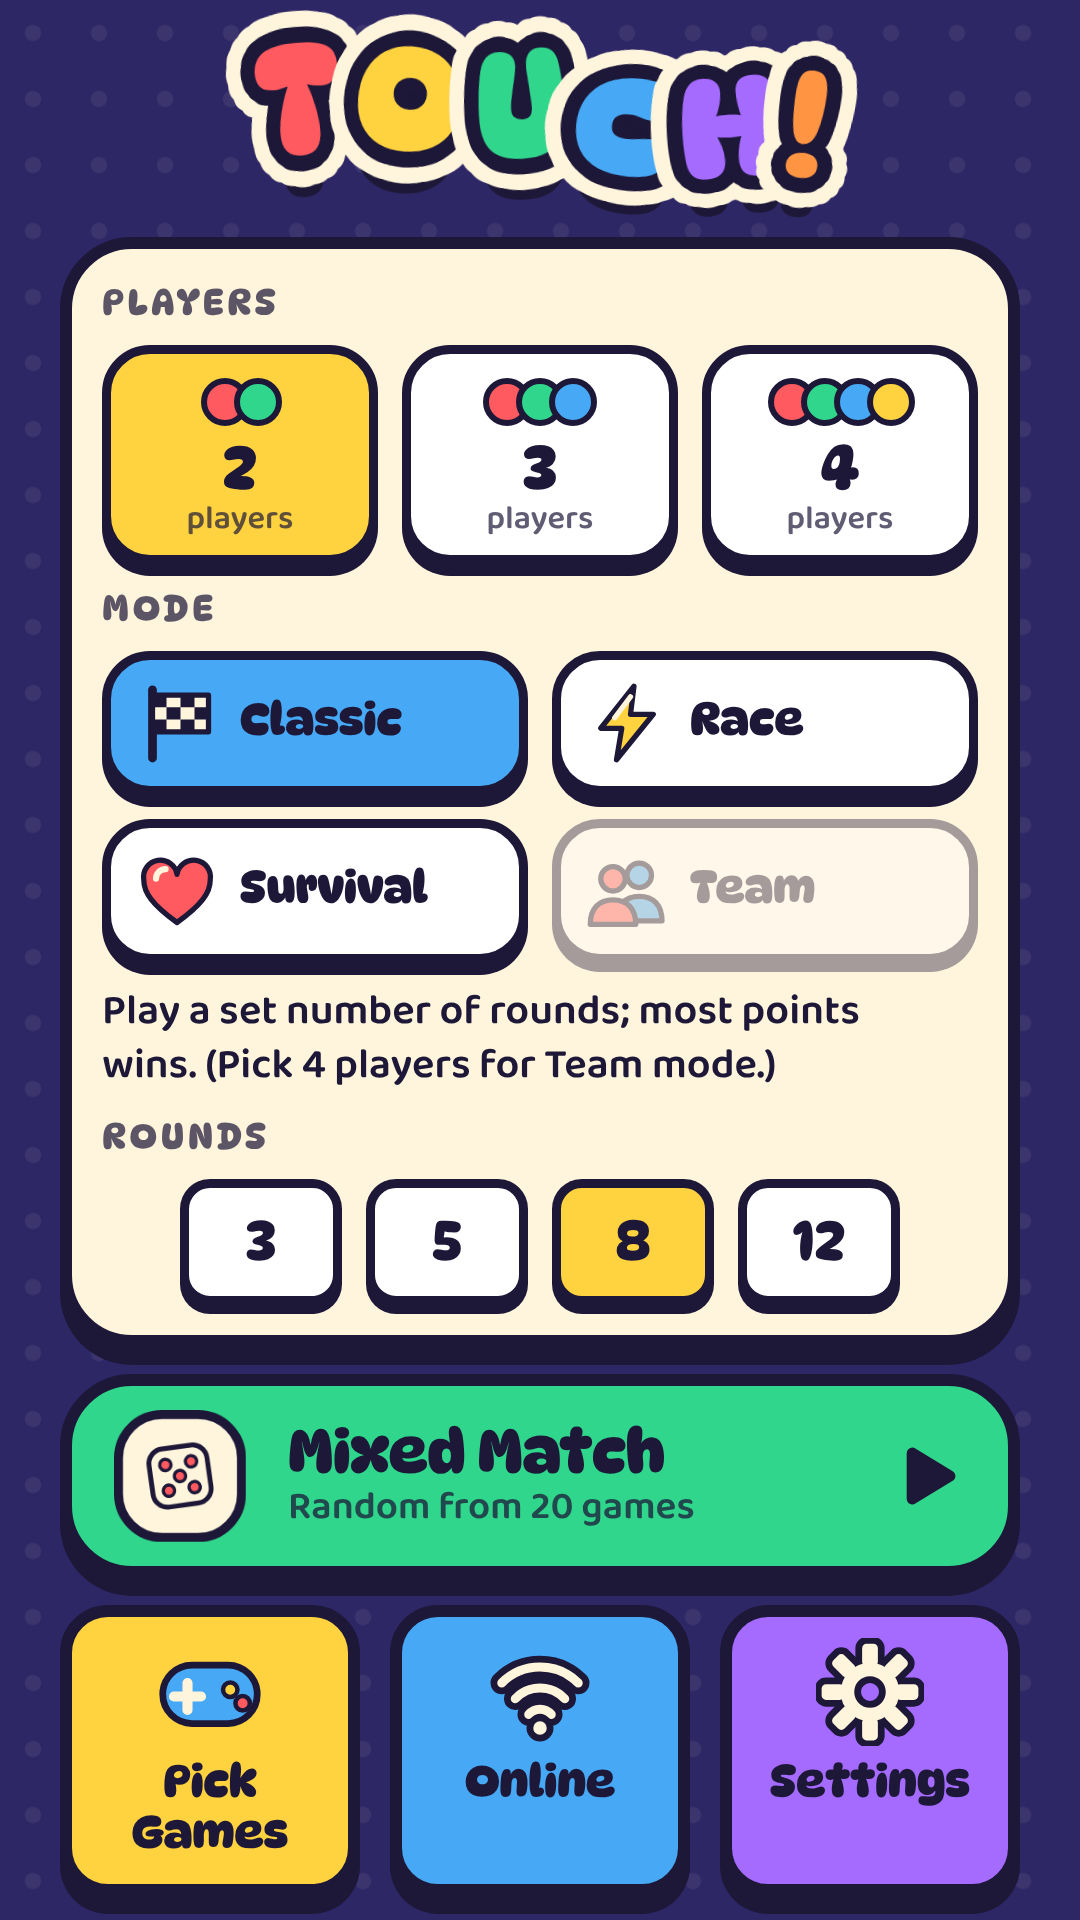 TOUCH!
PLAYERS
2 3 4
players players players
MODE
Classic Race
Survival Team
Play a set number of rounds; most points
wins. (Pick 4 players for Team mode.)
ROUNDS
3 5 8 12
Mixed Match
Random from 20 games
Pick Games
Online
Settings